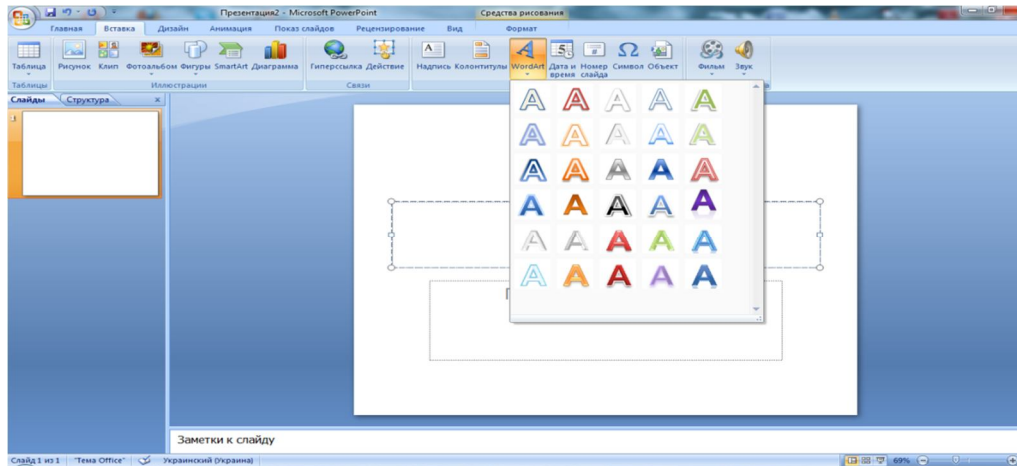 Презентация2 - Microsoft PowerPoint
Средства рисования
Главная Вставка Дизайн Анимация Показ слайдов Рецензирование Вид Формат
Таблица Рисунок Клип Фотоальбом Фигуры SmartArt Диаграмма Гиперссылка Действие Надпись Колонтитулы WordArt Дата и время Номер слайда Символ Объект Фильм Звук
Таблицы Иллюстрации Связи
Слайды Структура x
1
A A A A A
A A A A A
A A A A A
A A A A A
A A A A A
A A A A A
Заметки к слайду
Слайд 1 из 1 "Тема Office" Украинский (Украина) 69%